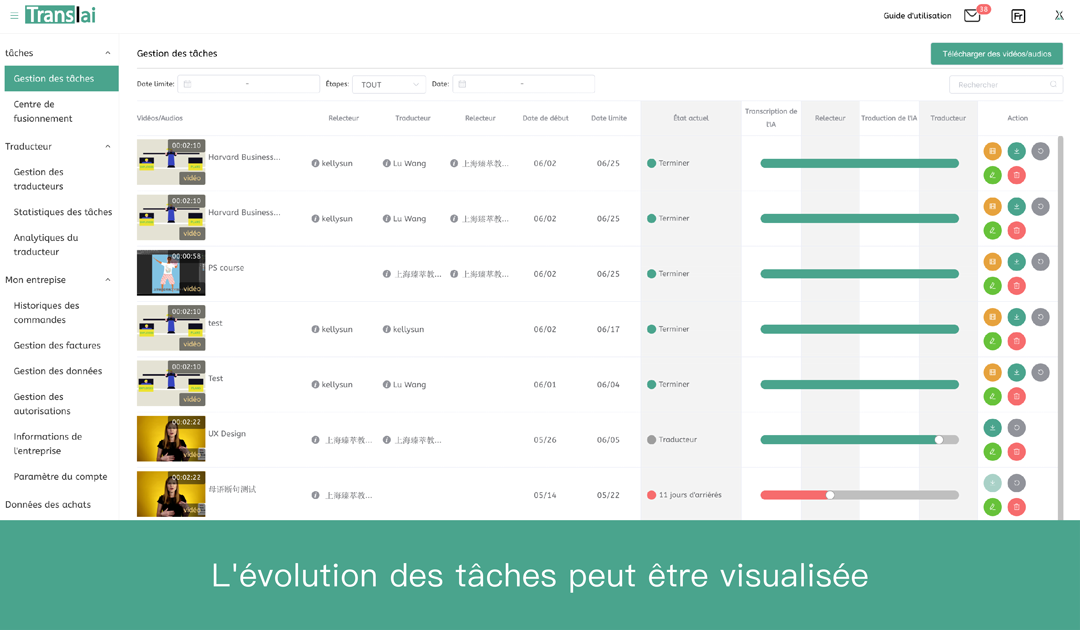 Translai
Guide d'utilisation
38
Fr
tâches
Gestion des tâches
Centre de
fusionnement
Traducteur
Gestion des
traducteurs
Statistiques des tâches
Analytiques du
traducteur
Mon entreprise
Historiques des
commandes
Gestion des factures
Gestion des données
Gestion des
autorisations
Informations de
l'entreprise
Paramètre du compte
Données des achats
Gestion des tâches
Télécharger des vidéos/audios
Date limite: - Étapes: TOUT Date: - Rechercher
Vidéos/Audios Relecteur Traducteur Relecteur Date de début Date limite État actuel Transcription de l'IA Relecteur Traduction de l'IA Traducteur Action
00:02:10 vidéo Harvard Business... kellysun Lu Wang 上海臻萃教... 06/02 06/25 Terminer
00:02:10 vidéo Harvard Business... kellysun Lu Wang 上海臻萃教... 06/02 06/25 Terminer
00:00:58 vidéo PS course 上海臻萃教... 上海臻萃教... 06/02 06/25 Terminer
00:02:10 vidéo test kellysun kellysun 06/02 06/17 Terminer
00:02:10 vidéo Test kellysun Lu Wang 06/01 06/04 Terminer
00:02:22 vidéo UX Design 上海臻萃教... 上海臻萃教... 05/26 06/05 Traducteur
00:02:22 vidéo 母语断句测试 上海臻萃教... 05/14 05/22 11 jours d'arriérés
L'évolution des tâches peut être visualisée